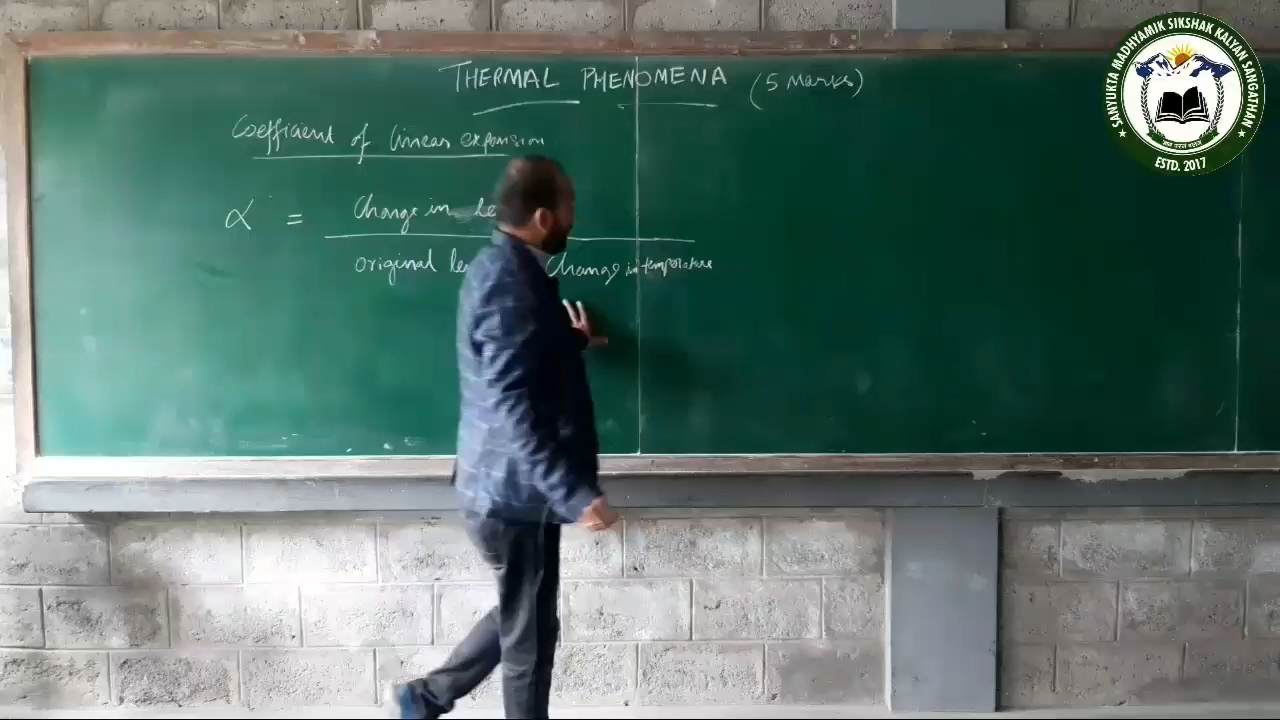 THERMAL PHENOMENA (5 Marks)
Coefficient of linear expansion
α = Change in le
original le Change in temperature
SANYUKTA MADHYAMIK SIKSHAK KALYAN SANGATHAN
ESTD. 2017